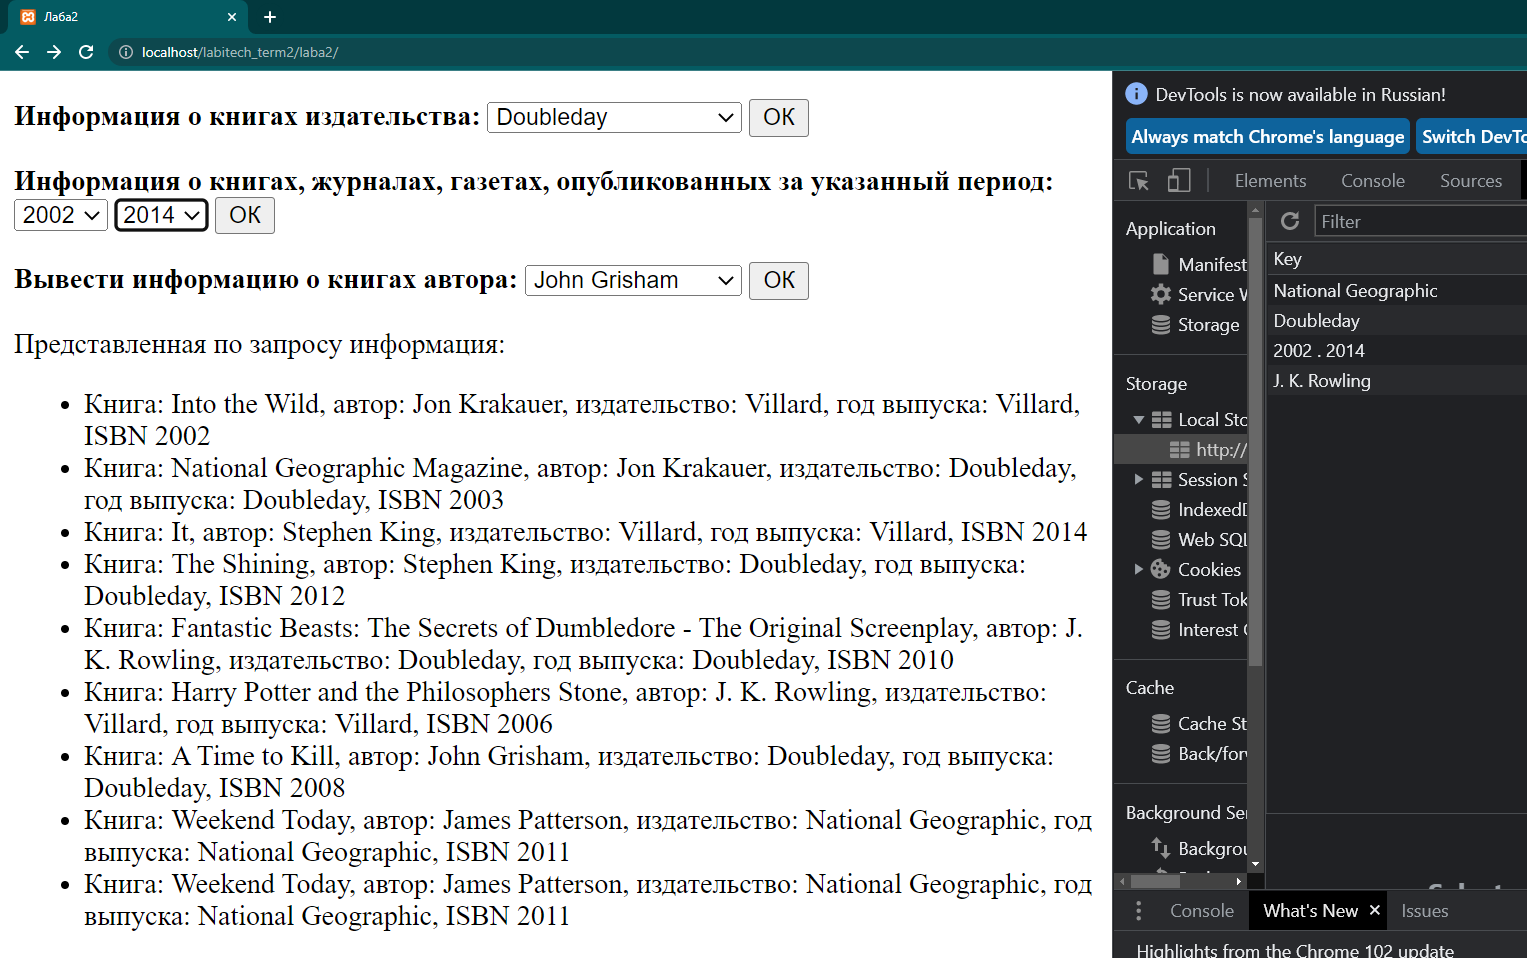 Лаба2
localhost/labitech_term2/laba2/
Информация о книгах издательства: Doubleday OK
Информация о книгах, журналах, газетах, опубликованных за указанный период:
2002 2014 OK
Вывести информацию о книгах автора: John Grisham OK
Представленная по запросу информация:
Книга: Into the Wild, автор: Jon Krakauer, издательство: Villard, год выпуска: Villard,
ISBN 2002
Книга: National Geographic Magazine, автор: Jon Krakauer, издательство: Doubleday,
год выпуска: Doubleday, ISBN 2003
Книга: It, автор: Stephen King, издательство: Villard, год выпуска: Villard, ISBN 2014
Книга: The Shining, автор: Stephen King, издательство: Doubleday, год выпуска:
Doubleday, ISBN 2012
Книга: Fantastic Beasts: The Secrets of Dumbledore - The Original Screenplay, автор: J.
K. Rowling, издательство: Doubleday, год выпуска: Doubleday, ISBN 2010
Книга: Harry Potter and the Philosophers Stone, автор: J. K. Rowling, издательство:
Villard, год выпуска: Villard, ISBN 2006
Книга: A Time to Kill, автор: John Grisham, издательство: Doubleday, год выпуска:
Doubleday, ISBN 2008
Книга: Weekend Today, автор: James Patterson, издательство: National Geographic, год
выпуска: National Geographic, ISBN 2011
Книга: Weekend Today, автор: James Patterson, издательство: National Geographic, год
выпуска: National Geographic, ISBN 2011
DevTools is now available in Russian!
Always match Chrome's language Switch DevTo
Elements Console Sources
Application
Manifest
Service W
Storage
Storage
Local Sto
http://
Session S
IndexedD
Web SQL
Cookies
Trust Tok
Interest G
Cache
Cache St
Back/forw
Background Ser
Backgrou
Filter
Key
National Geographic
Doubleday
2002 . 2014
J. K. Rowling
Console What's New Issues
Highlights from the Chrome 102 update